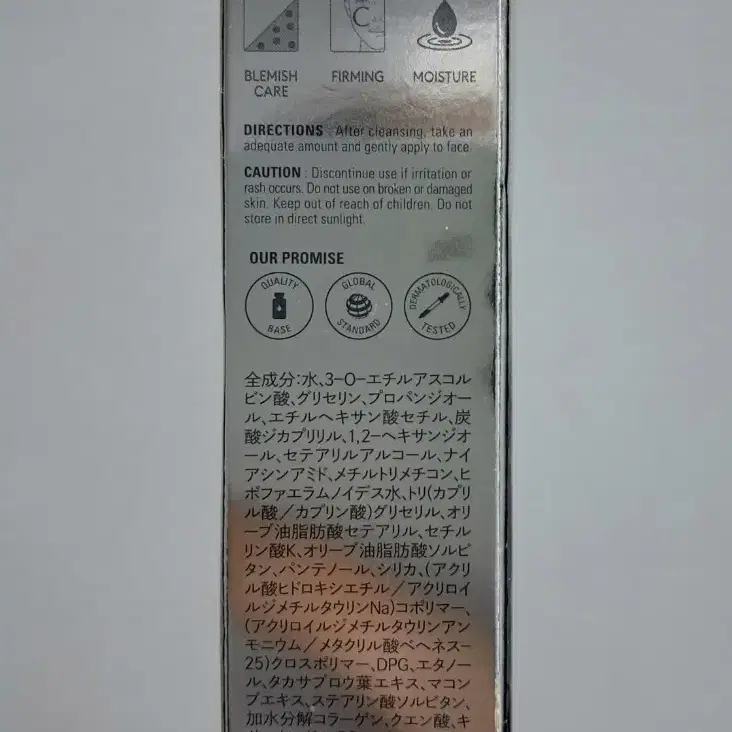 C
BLEMISH CARE
FIRMING
MOISTURE
DIRECTIONS : After cleansing, take an
adequate amount and gently apply to face.
CAUTION : Discontinue use if irritation or
rash occurs. Do not use on broken or damaged
skin. Keep out of reach of children. Do not
store in direct sunlight.
OUR PROMISE
QUALITY BASE
GLOBAL STANDARD
DERMATOLOGICALLY TESTED
全成分:水、3-O-エチルアスコル
ビン酸、グリセリン、プロパンジオー
ル、エチルヘキサン酸セチル、炭
酸ジカプリリル、1,2-ヘキサンジオ
ール、セテアリルアルコール、ナイ
アシンアミド、メチルトリメチコン、ヒ
ポファエラムノイデス水、トリ(カプリ
ル酸/カプリン酸)グリセリル、オリ
ーブ油脂肪酸セテアリル、セチル
リン酸K、オリーブ油脂肪酸ソルビ
タン、パンテノール、シリカ、(アクリ
ル酸ヒドロキシエチル/アクリロイ
ルジメチルタウリンNa)コポリマー、
(アクリロイルジメチルタウリンアン
モニウム/メタクリル酸ベヘネス-
25)クロスポリマー、DPG、エタノー
ル、タカサブロウ葉エキス、マコン
ブエキス、ステアリン酸ソルビタン、
加水分解コラーゲン、クエン酸、キ